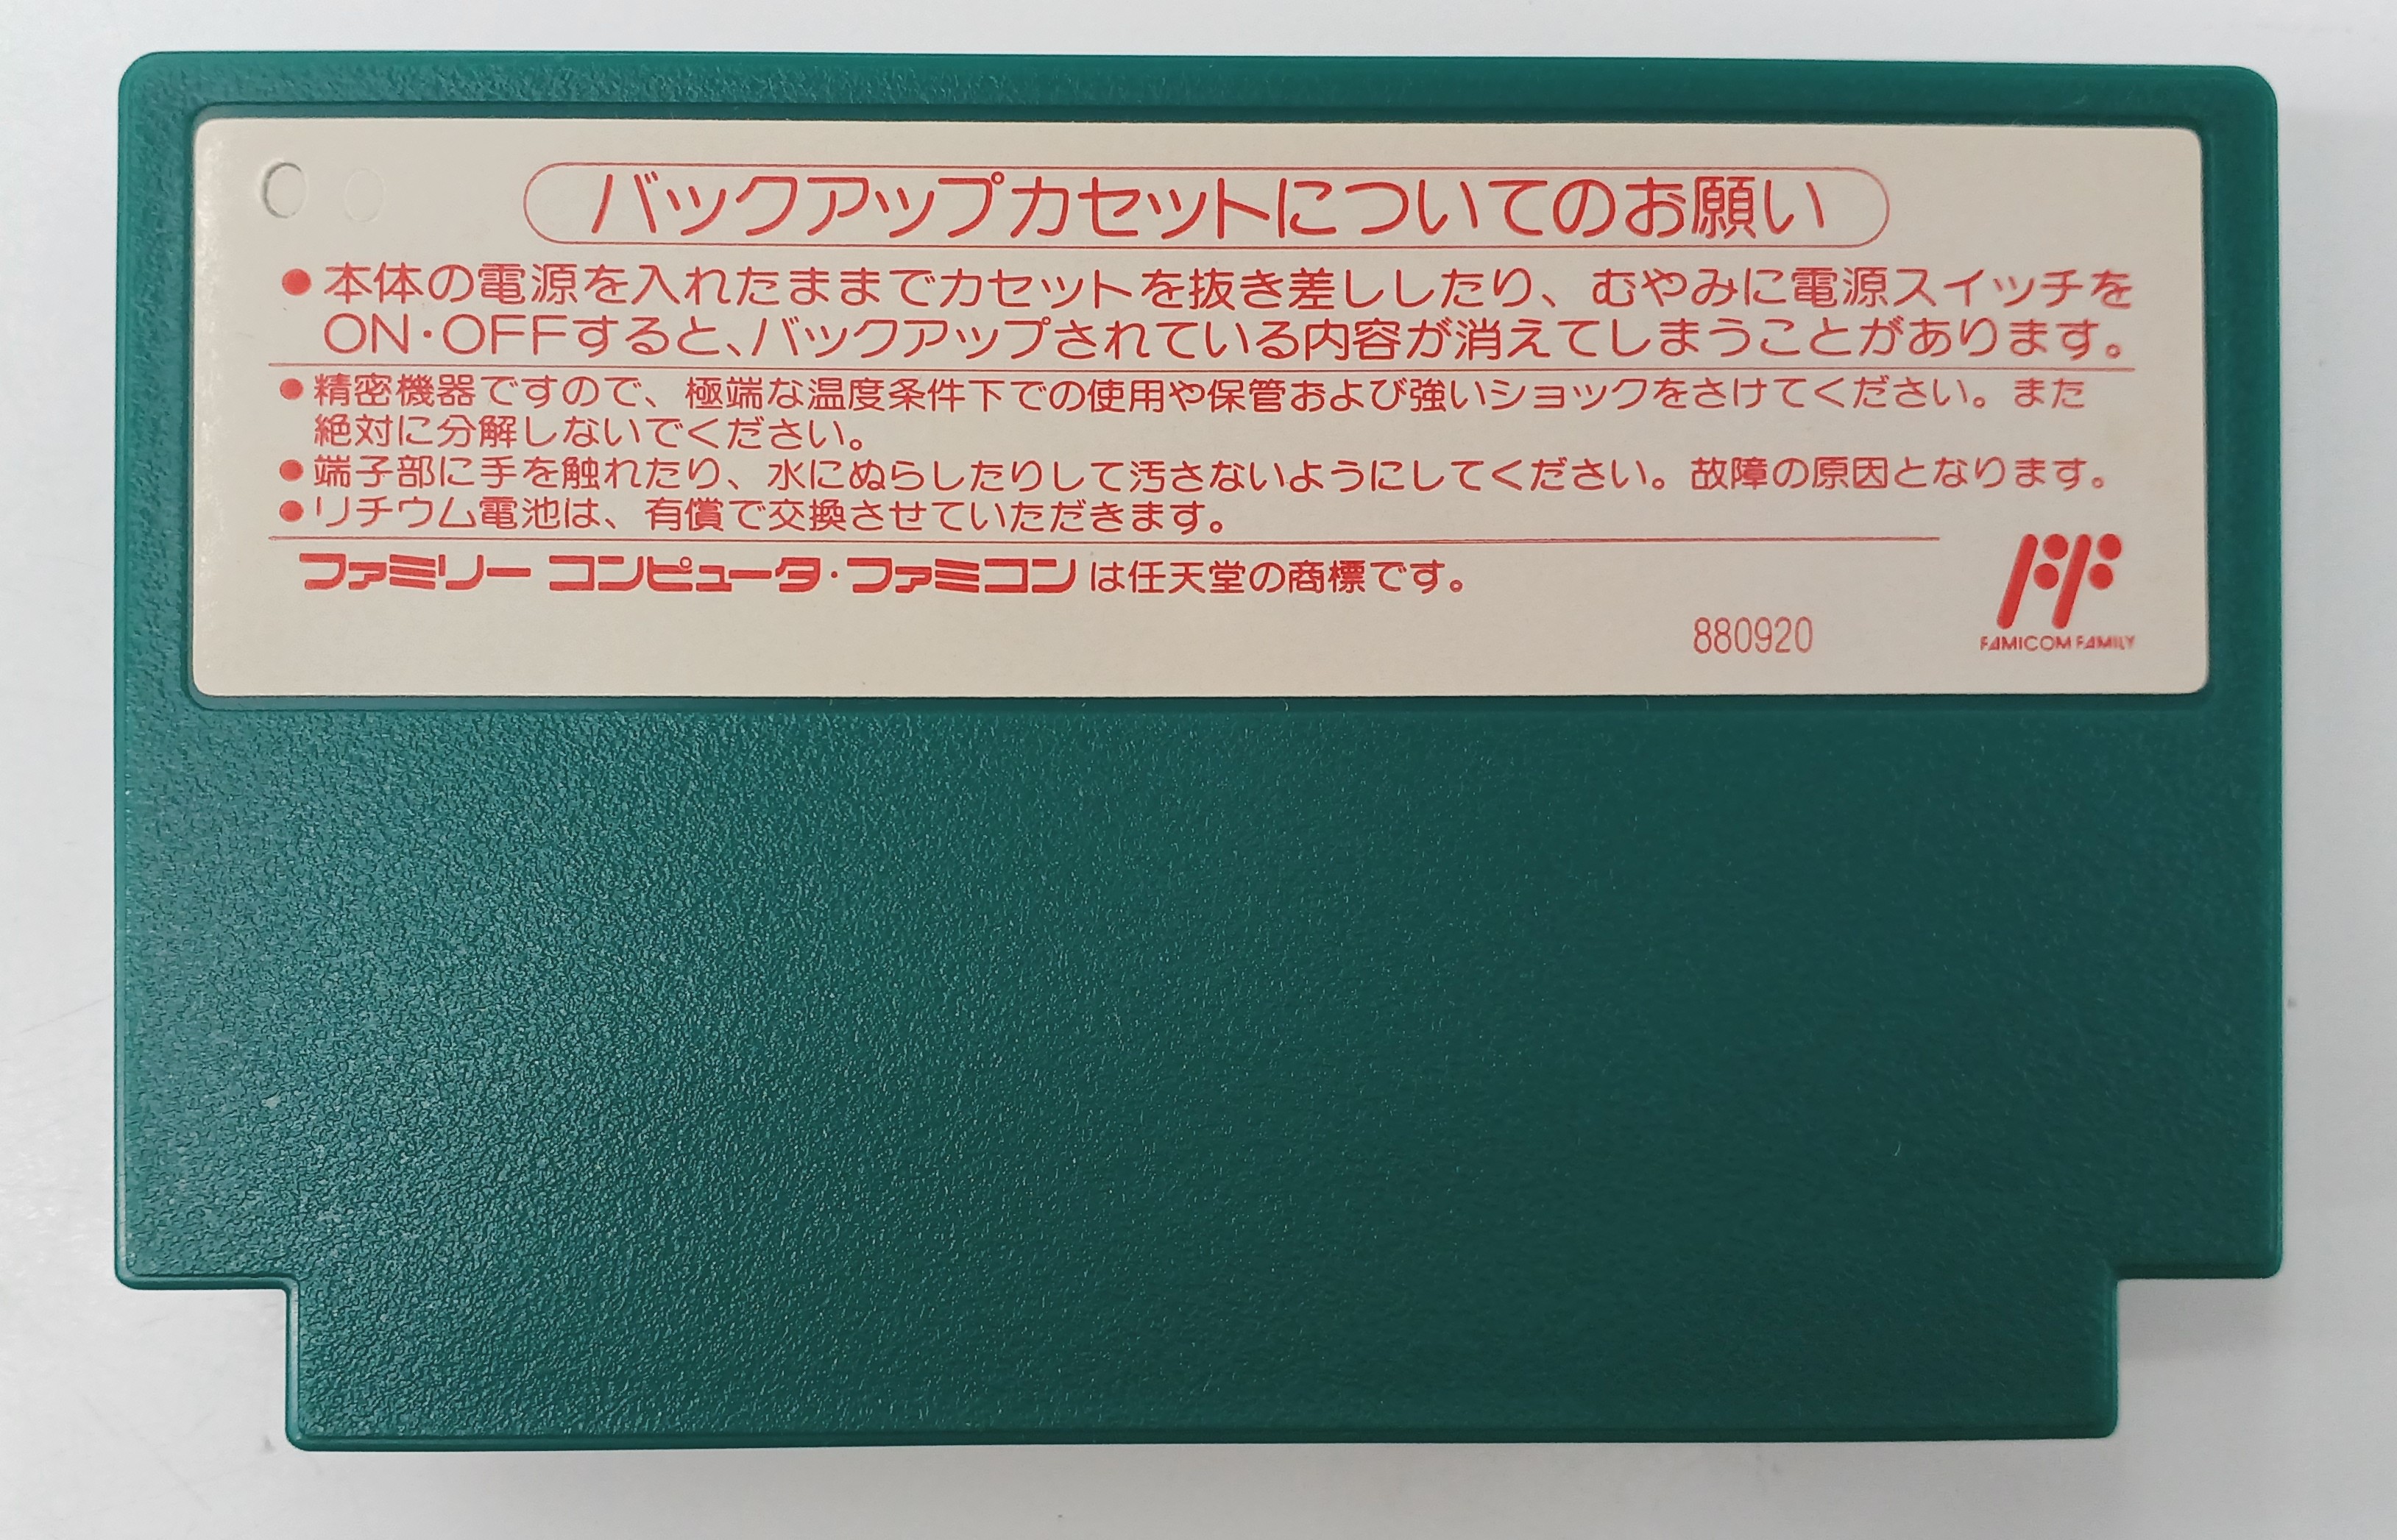 バックアップカセットについてのお願い
●本体の電源を入れたままでカセットを抜き差ししたり、むやみに電源スイッチを
ON・OFFすると、バックアップされている内容が消えてしまうことがあります。
●精密機器ですので、極端な温度条件下での使用や保管および強いショックをさけてください。また
絶対に分解しないでください。
●端子部に手を触れたり、水にぬらしたりして汚さないようにしてください。故障の原因となります。
●リチウム電池は、有償で交換させていただきます。
ファミリー コンピュータ・ファミコン は任天堂の商標です。
880920
FAMICOM FAMILY